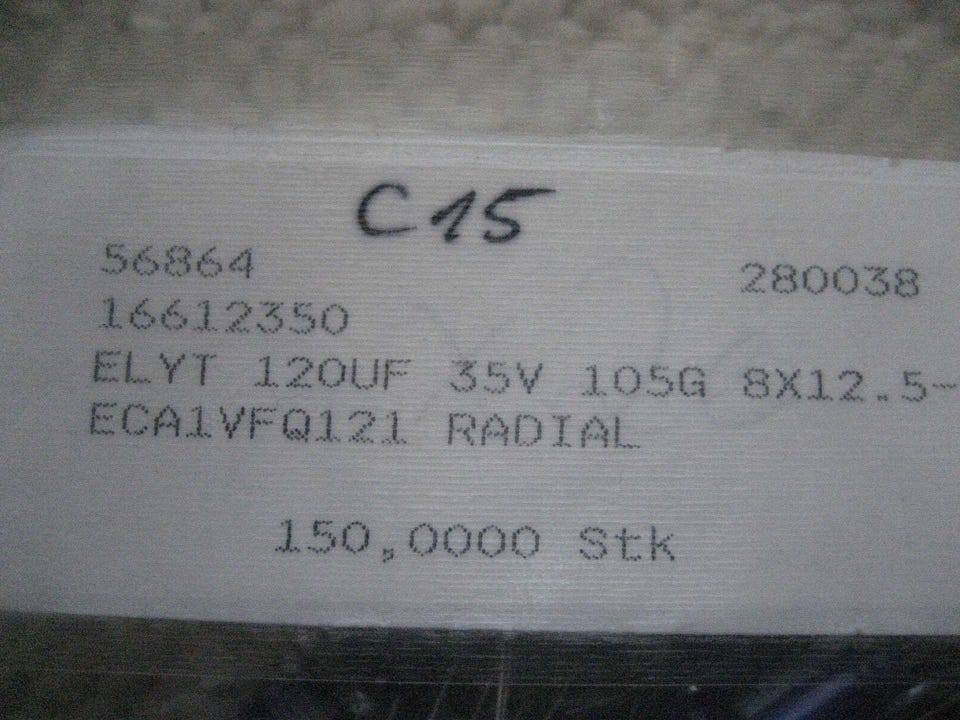 C15
56864 280038
16612350
ELYT 120UF 35V 105G 8X12.5-
ECA1VFQ121 RADIAL
150,0000 Stk